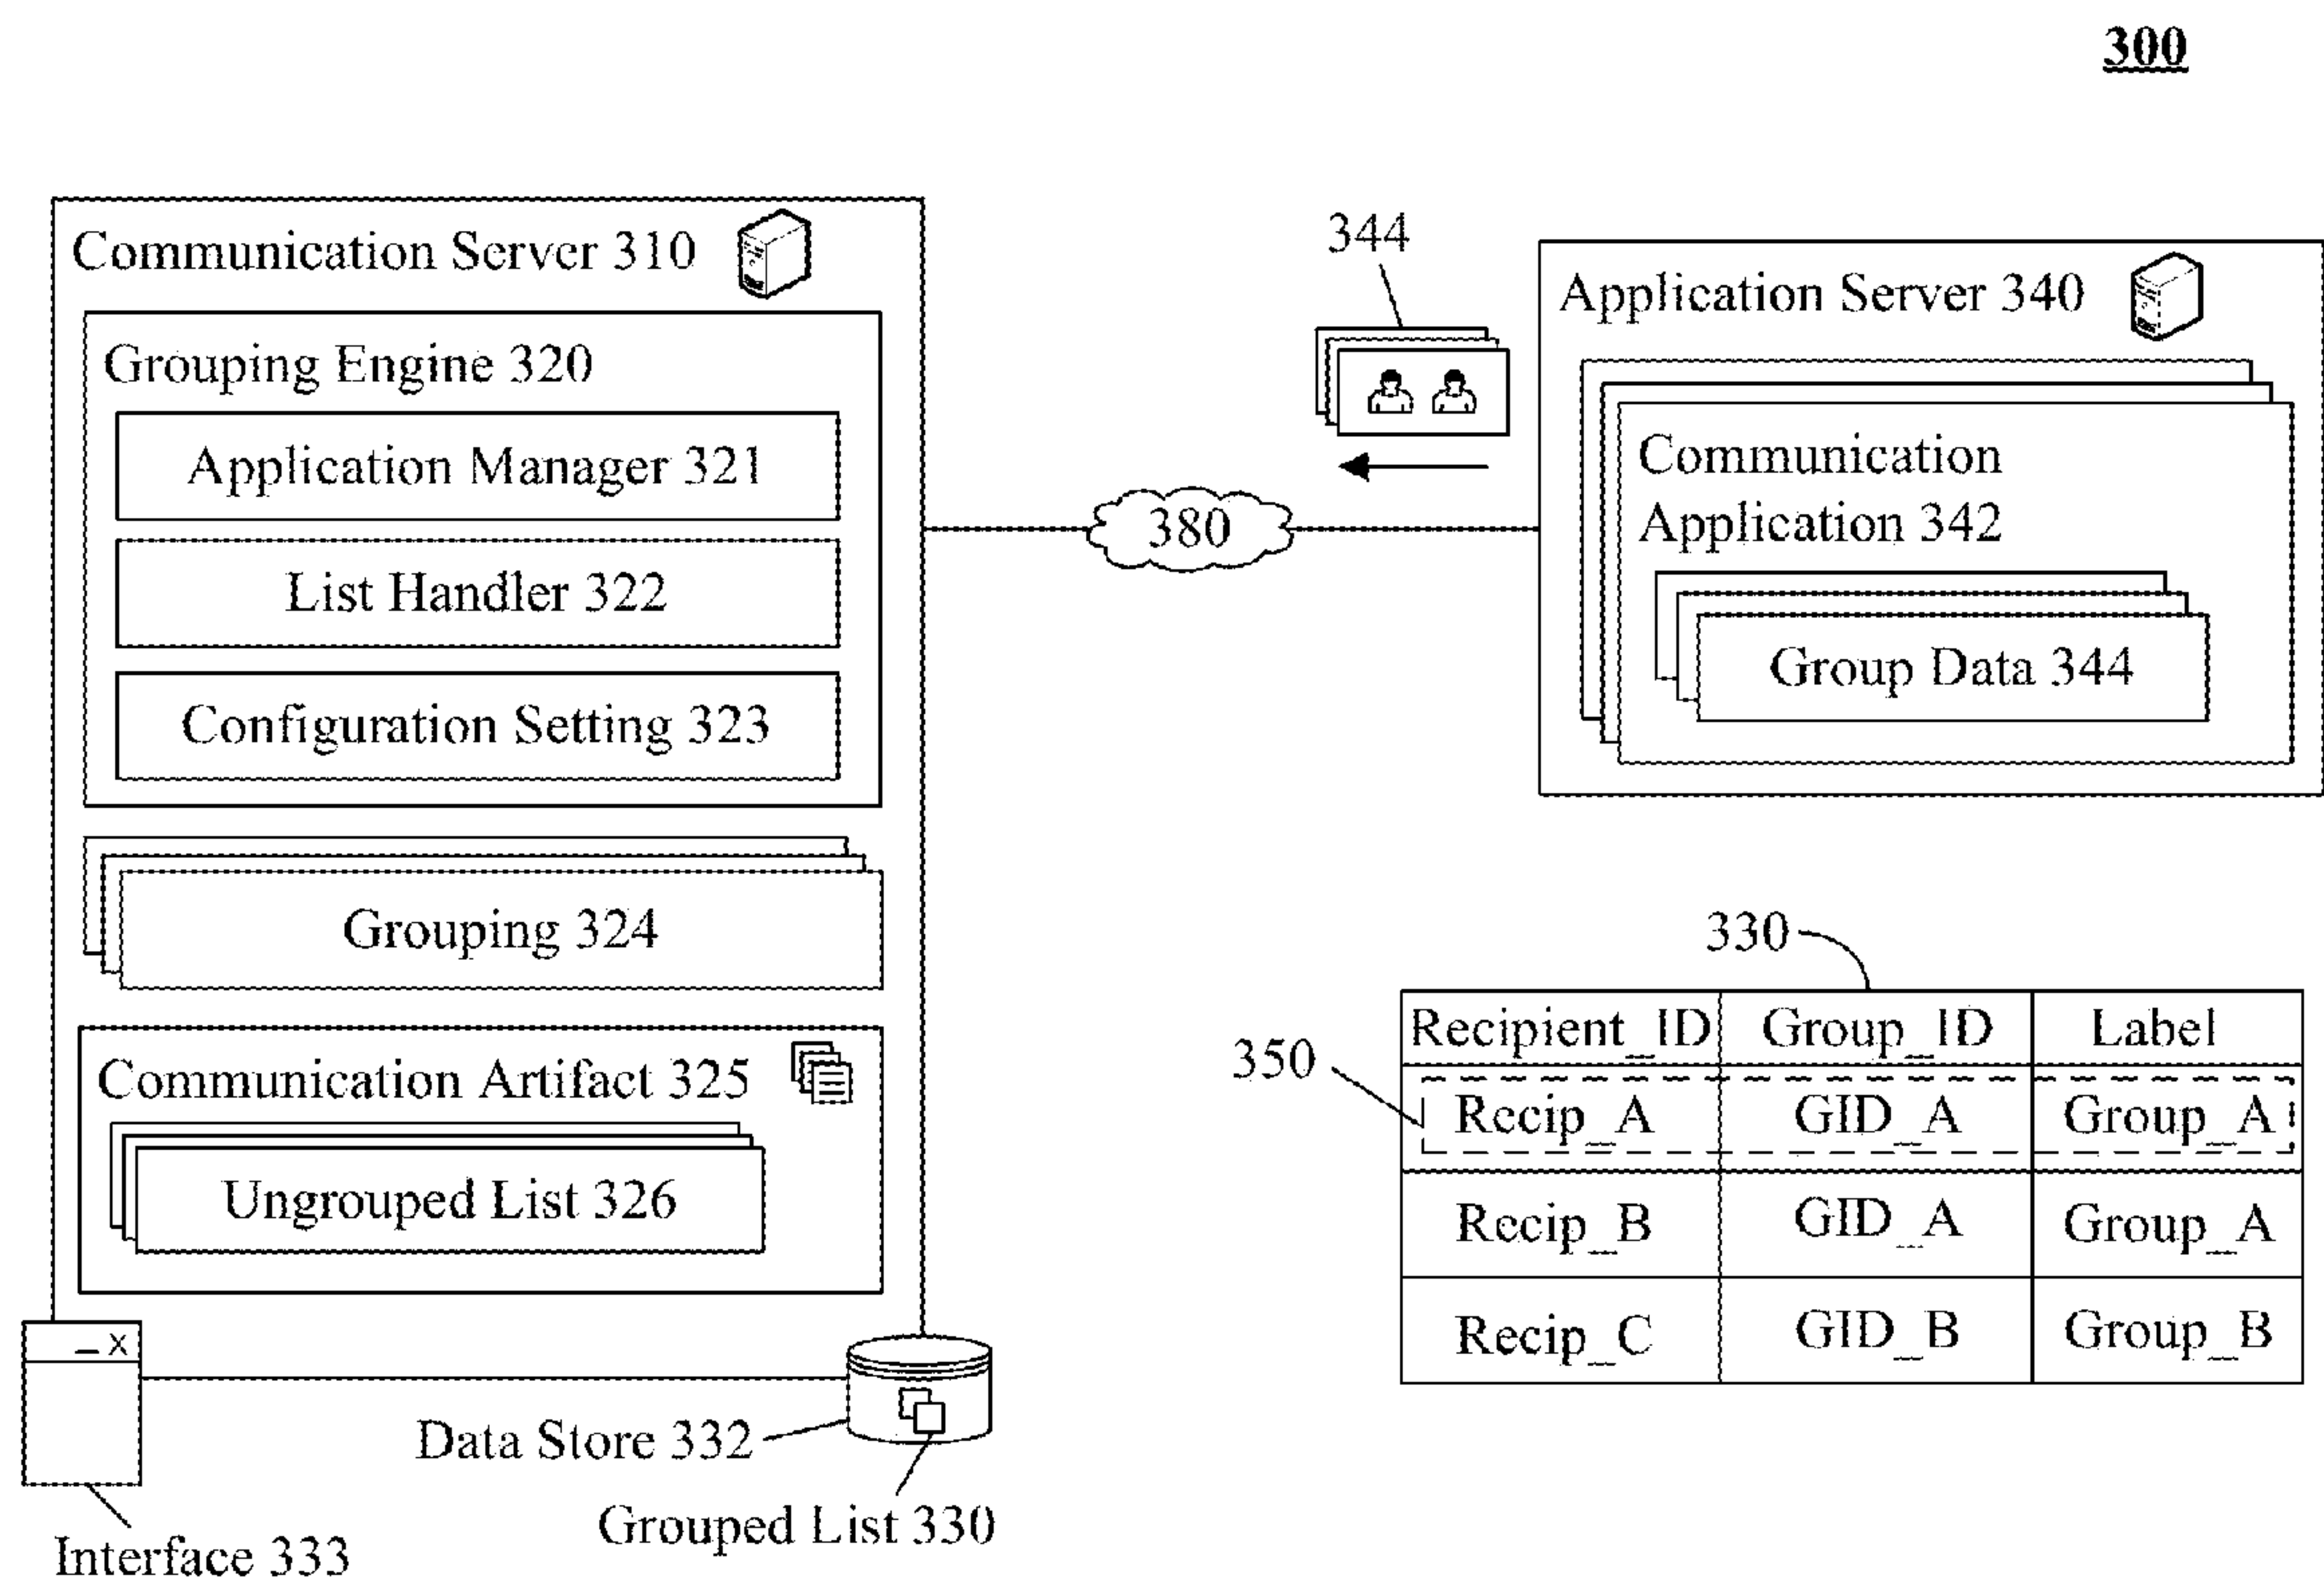 300
Communication Server 310
Grouping Engine 320
Application Manager 321
List Handler 322
Configuration Setting 323
Grouping 324
Communication Artifact 325
Ungrouped List 326
_ X
Data Store 332
Grouped List 330
Interface 333
344
380
Application Server 340
Communication
Application 342
Group Data 344
330
350
Recipient_ID Group_ID Label
Recip_A GID_A Group_A
Recip_B GID_A Group_A
Recip_C GID_B Group_B